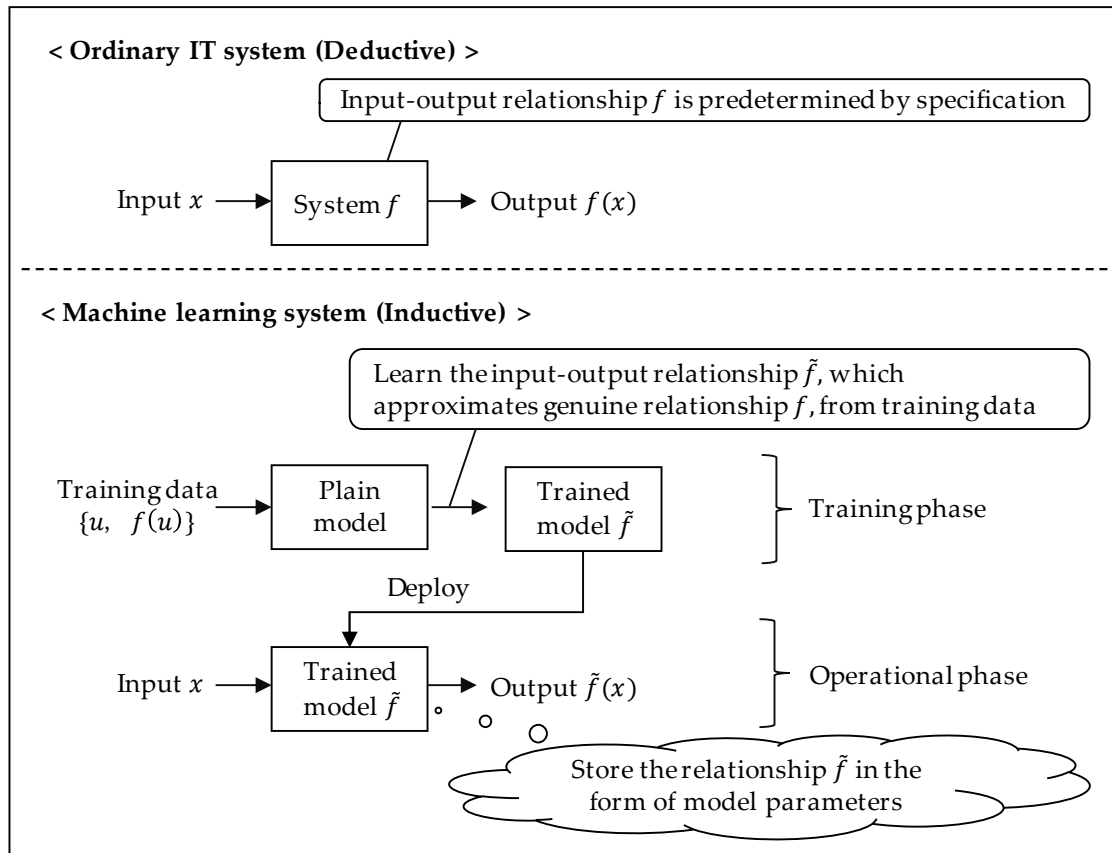 < Ordinary IT system (Deductive) >
Input-output relationship f is predetermined by specification
Input x
System f
Output f(x)
< Machine learning system (Inductive) >
Learn the input-output relationship f̃, which
approximates genuine relationship f, from training data
Training data
{u, f(u)}
Plain
model
Trained
model f̃
Training phase
Deploy
Input x
Trained
model f̃
Output f̃(x)
Operational phase
Store the relationship f̃ in the
form of model parameters